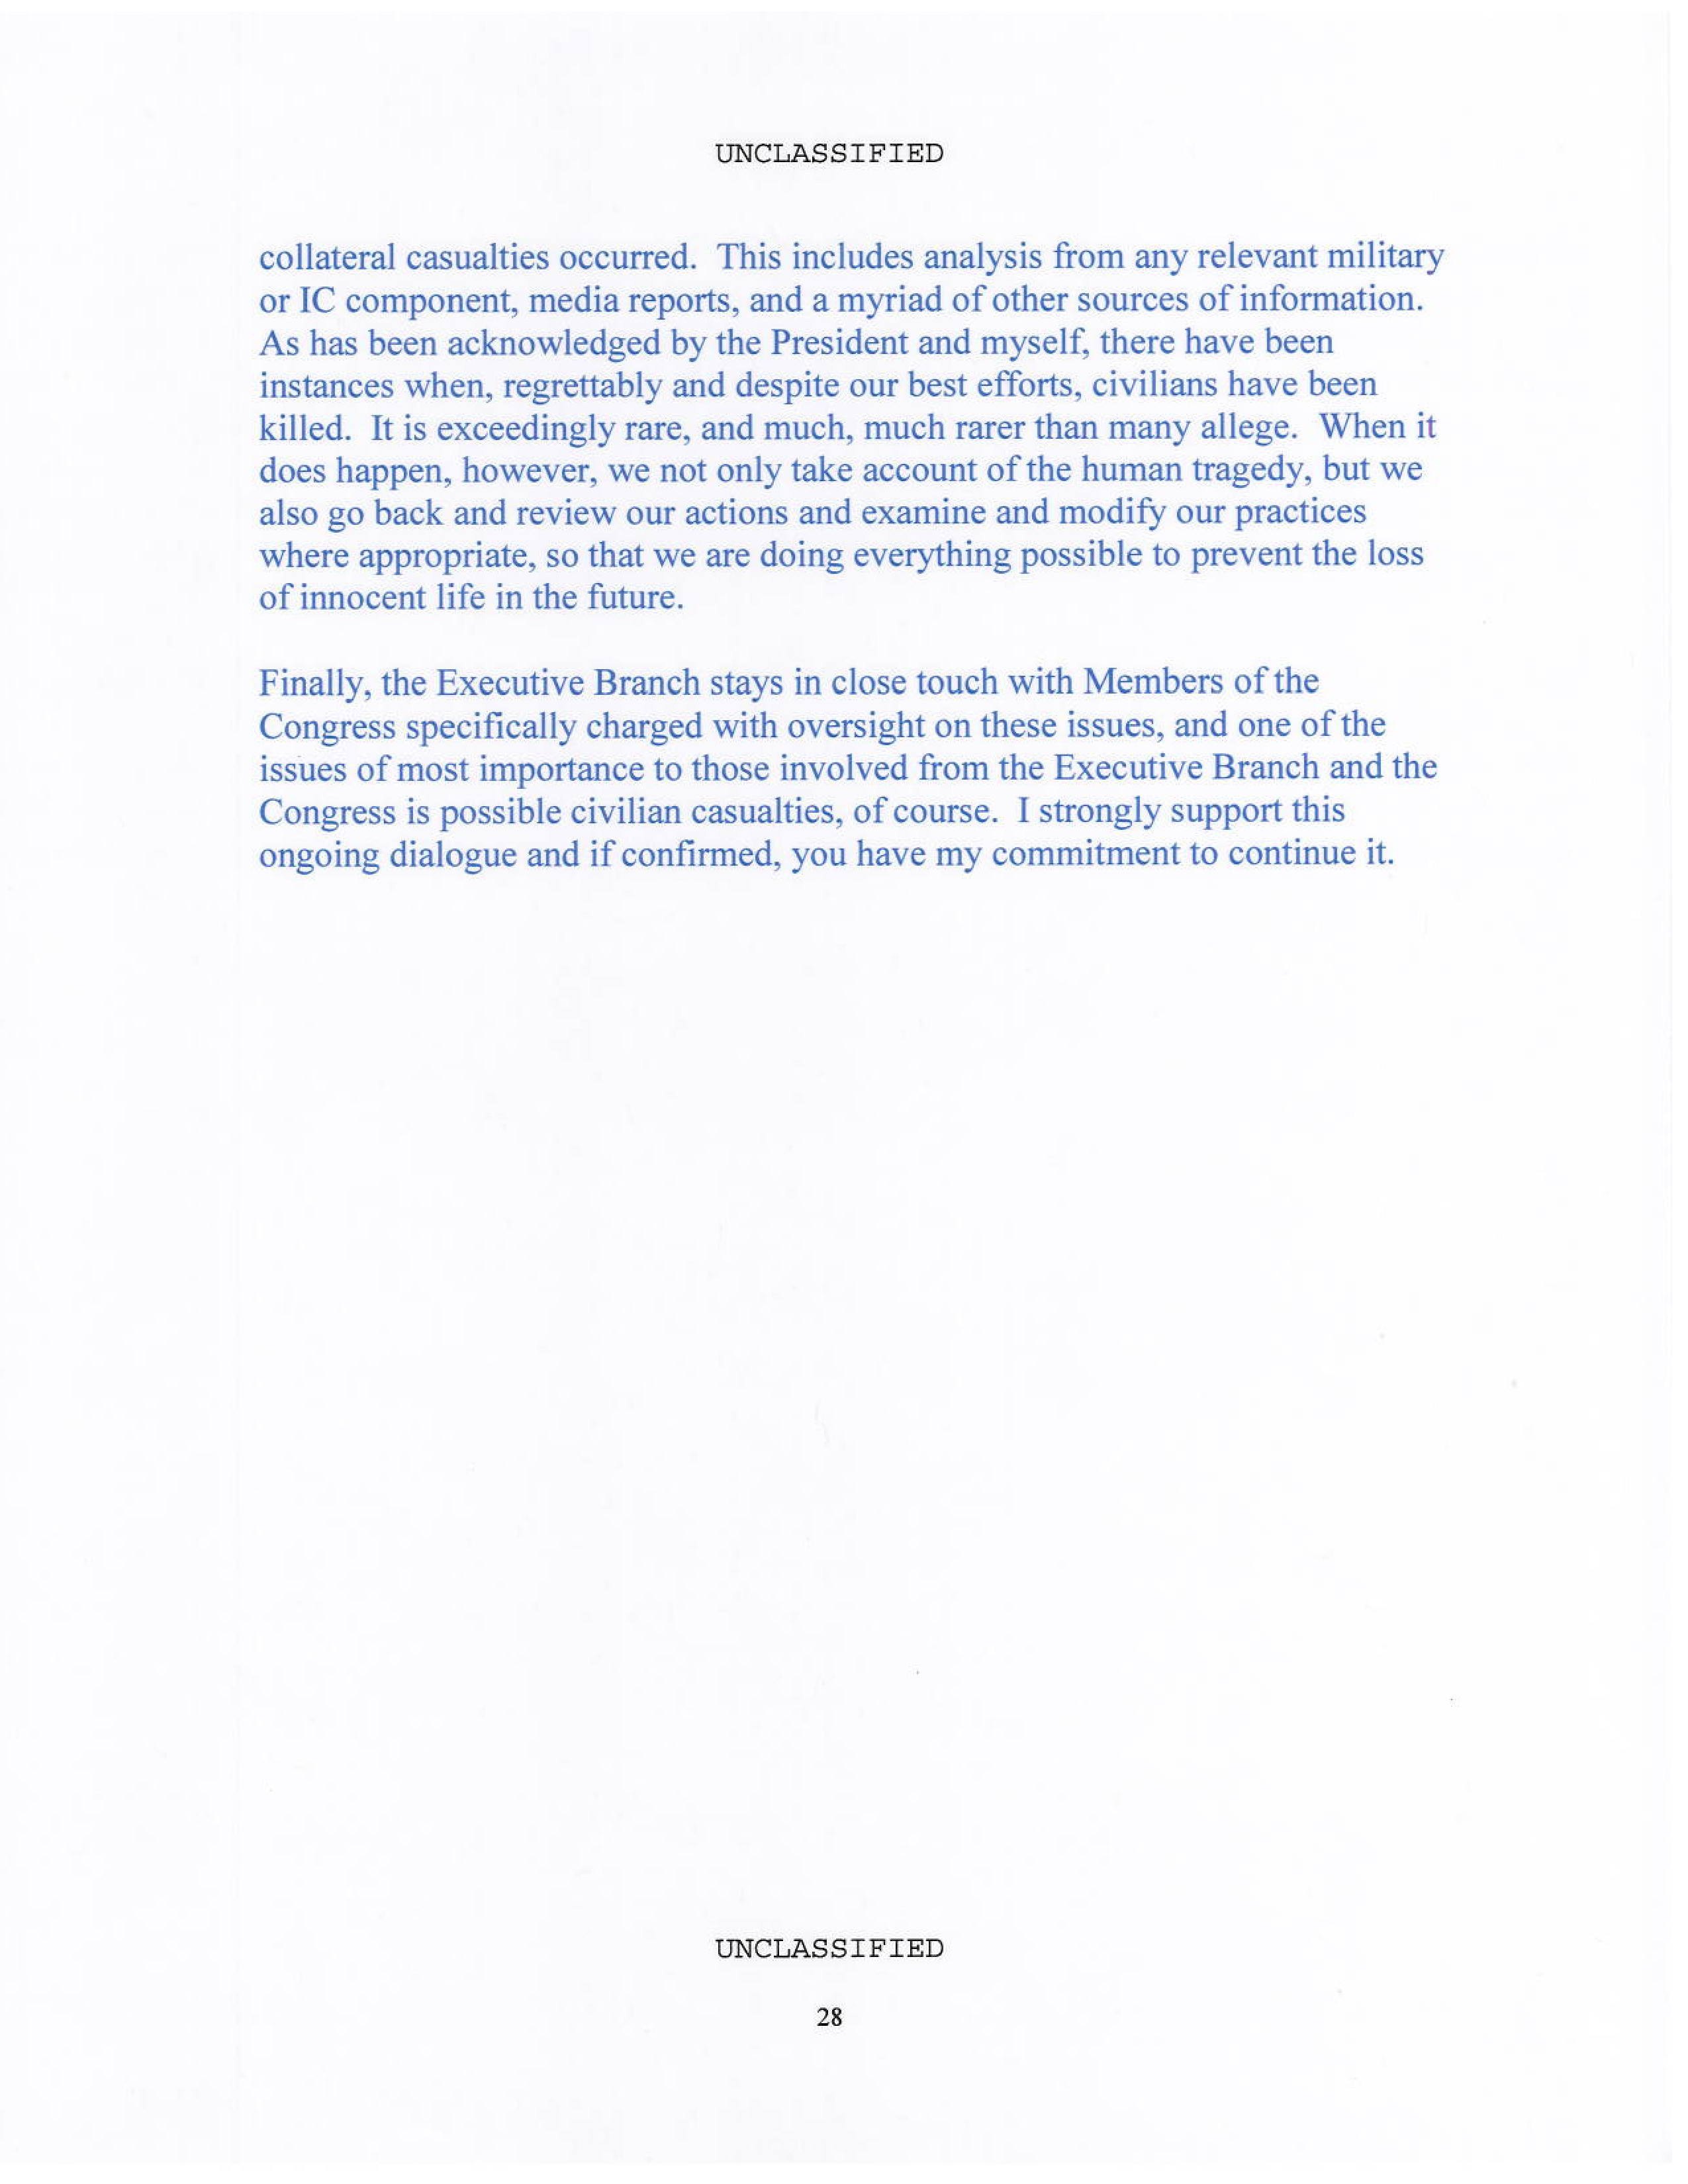 UNCLASSIFIED
collateral casualties occurred.  This includes analysis from any relevant military
or IC component, media reports, and a myriad of other sources of information.
As has been acknowledged by the President and myself, there have been
instances when, regrettably and despite our best efforts, civilians have been
killed.  It is exceedingly rare, and much, much rarer than many allege.  When it
does happen, however, we not only take account of the human tragedy, but we
also go back and review our actions and examine and modify our practices
where appropriate, so that we are doing everything possible to prevent the loss
of innocent life in the future.
Finally, the Executive Branch stays in close touch with Members of the
Congress specifically charged with oversight on these issues, and one of the
issues of most importance to those involved from the Executive Branch and the
Congress is possible civilian casualties, of course.  I strongly support this
ongoing dialogue and if confirmed, you have my commitment to continue it.
UNCLASSIFIED
28